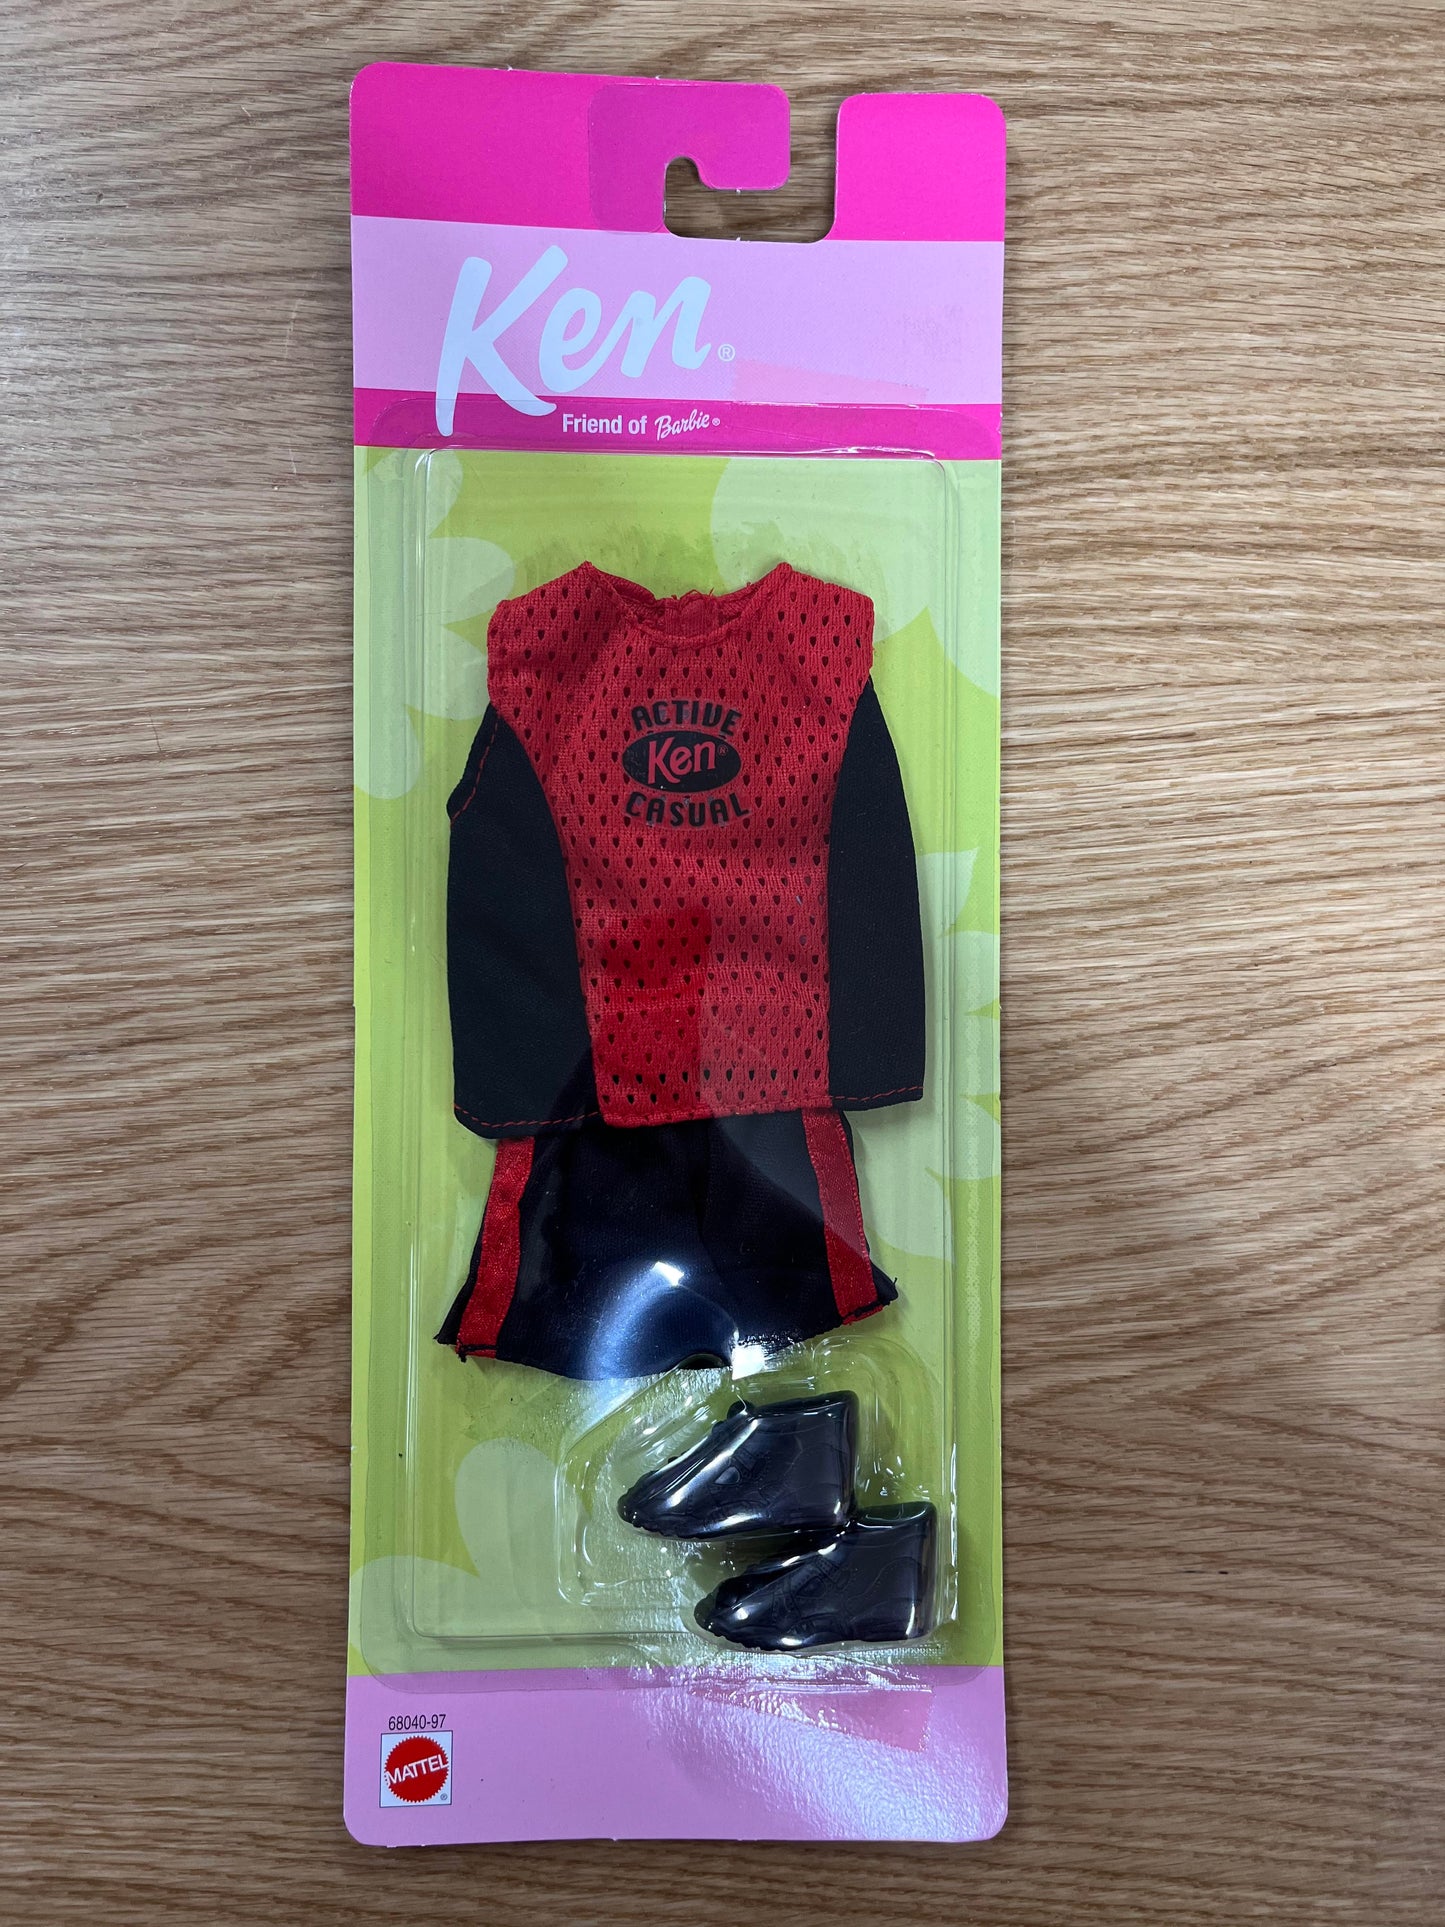 Ken®
Friend of Barbie®
ACTIVE
Ken®
CASUAL
68040-97
MATTEL®